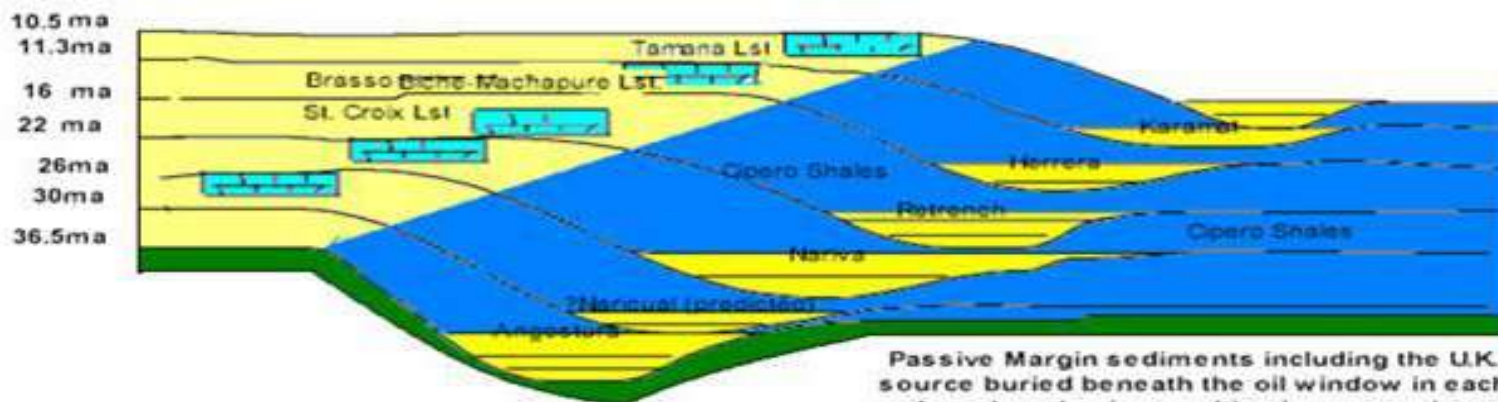 10.5 ma
11.3ma
16 ma
22 ma
26ma
30ma
36.5ma
Tamana Lst
Brasso Biche-Machapure Lst.
St. Croix Lst
Karamat
Herrera
Cipero Shales
Retrench
Cipero Shales
Nariva
?Naricual (predicted)
Angostura
Passive Margin sediments including the U.K.
source buried beneath the oil window in each